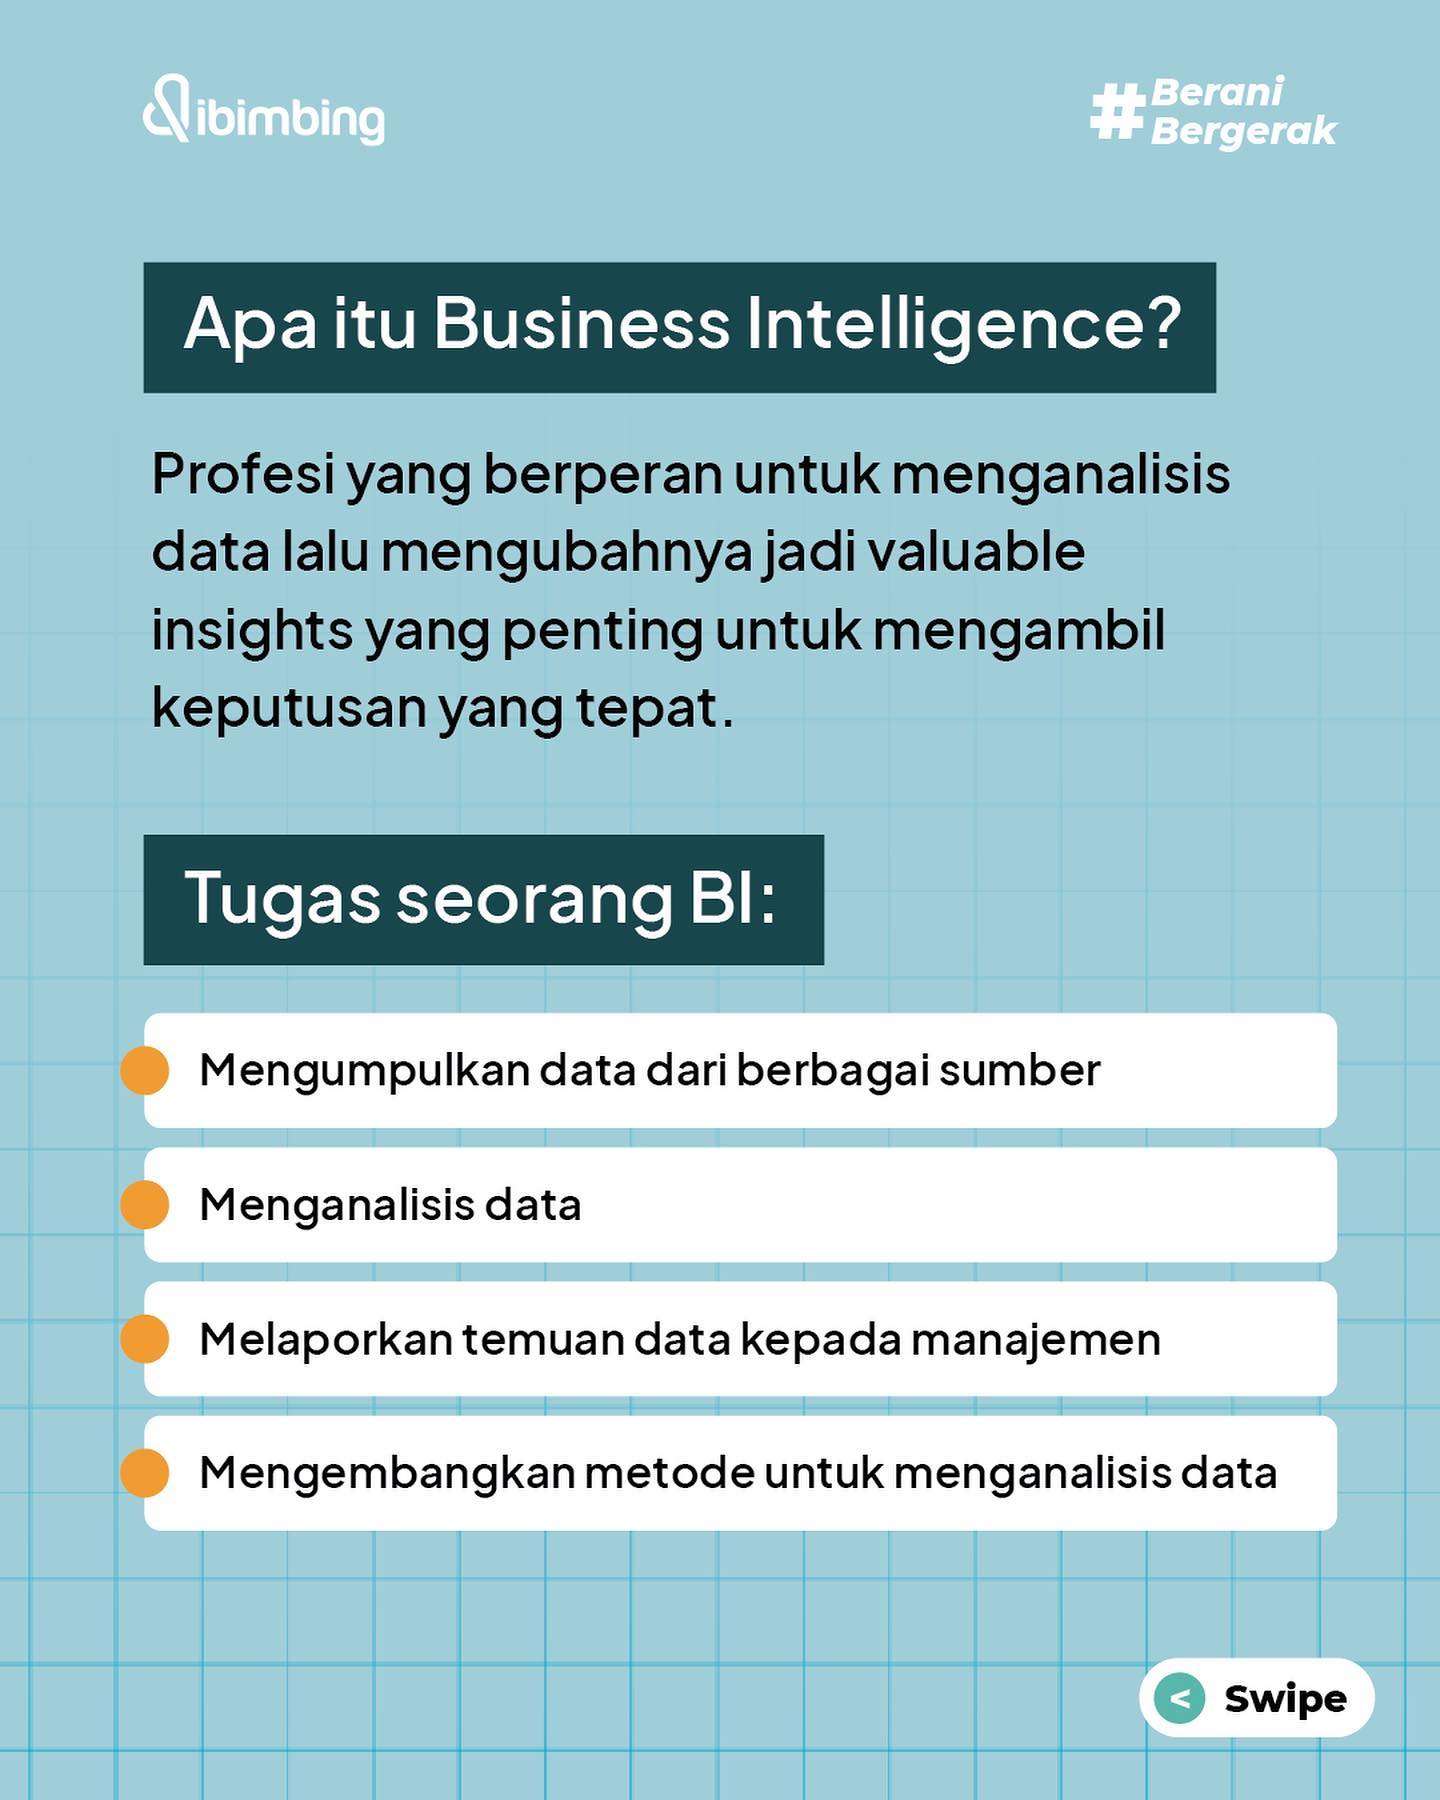 dibimbing
#Berani
Bergerak
Apa itu Business Intelligence?
Profesi yang berperan untuk menganalisis
data lalu mengubahnya jadi valuable
insights yang penting untuk mengambil
keputusan yang tepat.
Tugas seorang BI:
Mengumpulkan data dari berbagai sumber
Menganalisis data
Melaporkan temuan data kepada manajemen
Mengembangkan metode untuk menganalisis data
< Swipe